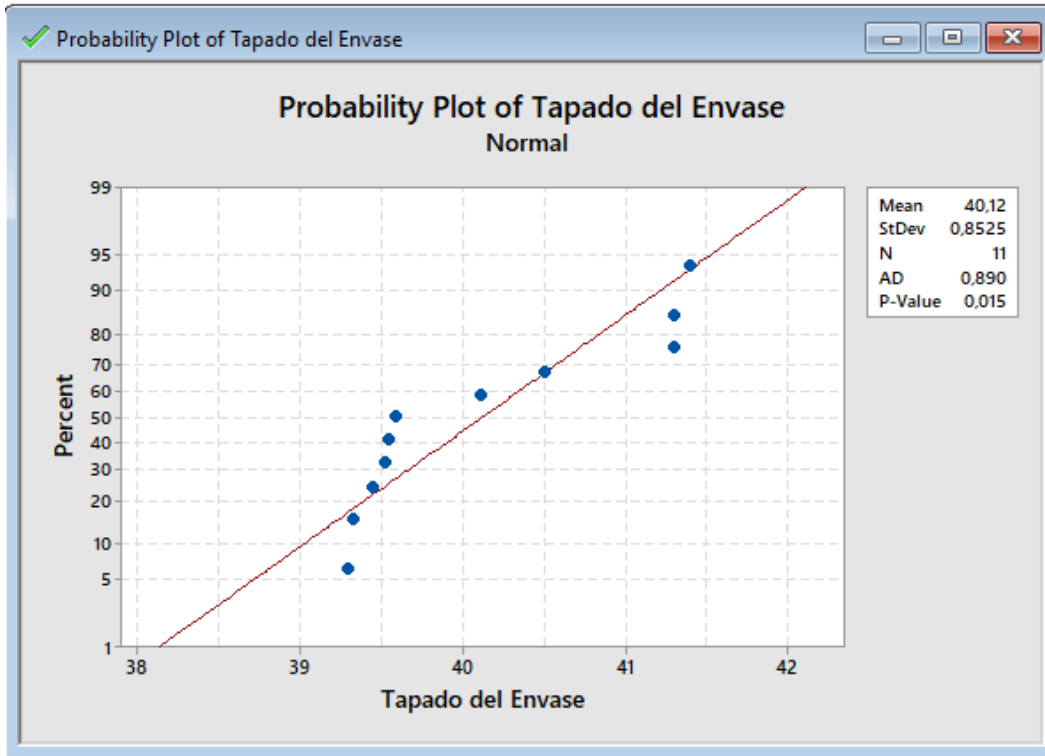 Probability Plot of Tapado del Envase
Probability Plot of Tapado del Envase
Normal
99
95
90
80
70
60
50
40
30
20
10
5
1
Percent
38 39 40 41 42
Tapado del Envase
Mean 40,12
StDev 0,8525
N 11
AD 0,890
P-Value 0,015